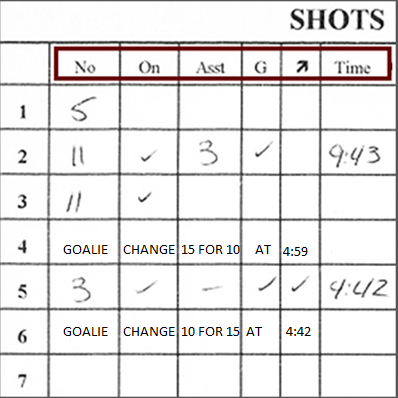 SHOTS
No On Asst G ↗ Time
1 5
2 11 ✓ 3 ✓ 9:43
3 11 ✓
4 GOALIE CHANGE 15 FOR 10 AT 4:59
5 3 ✓ — ✓ ✓ 4:42
6 GOALIE CHANGE 10 FOR 15 AT 4:42
7